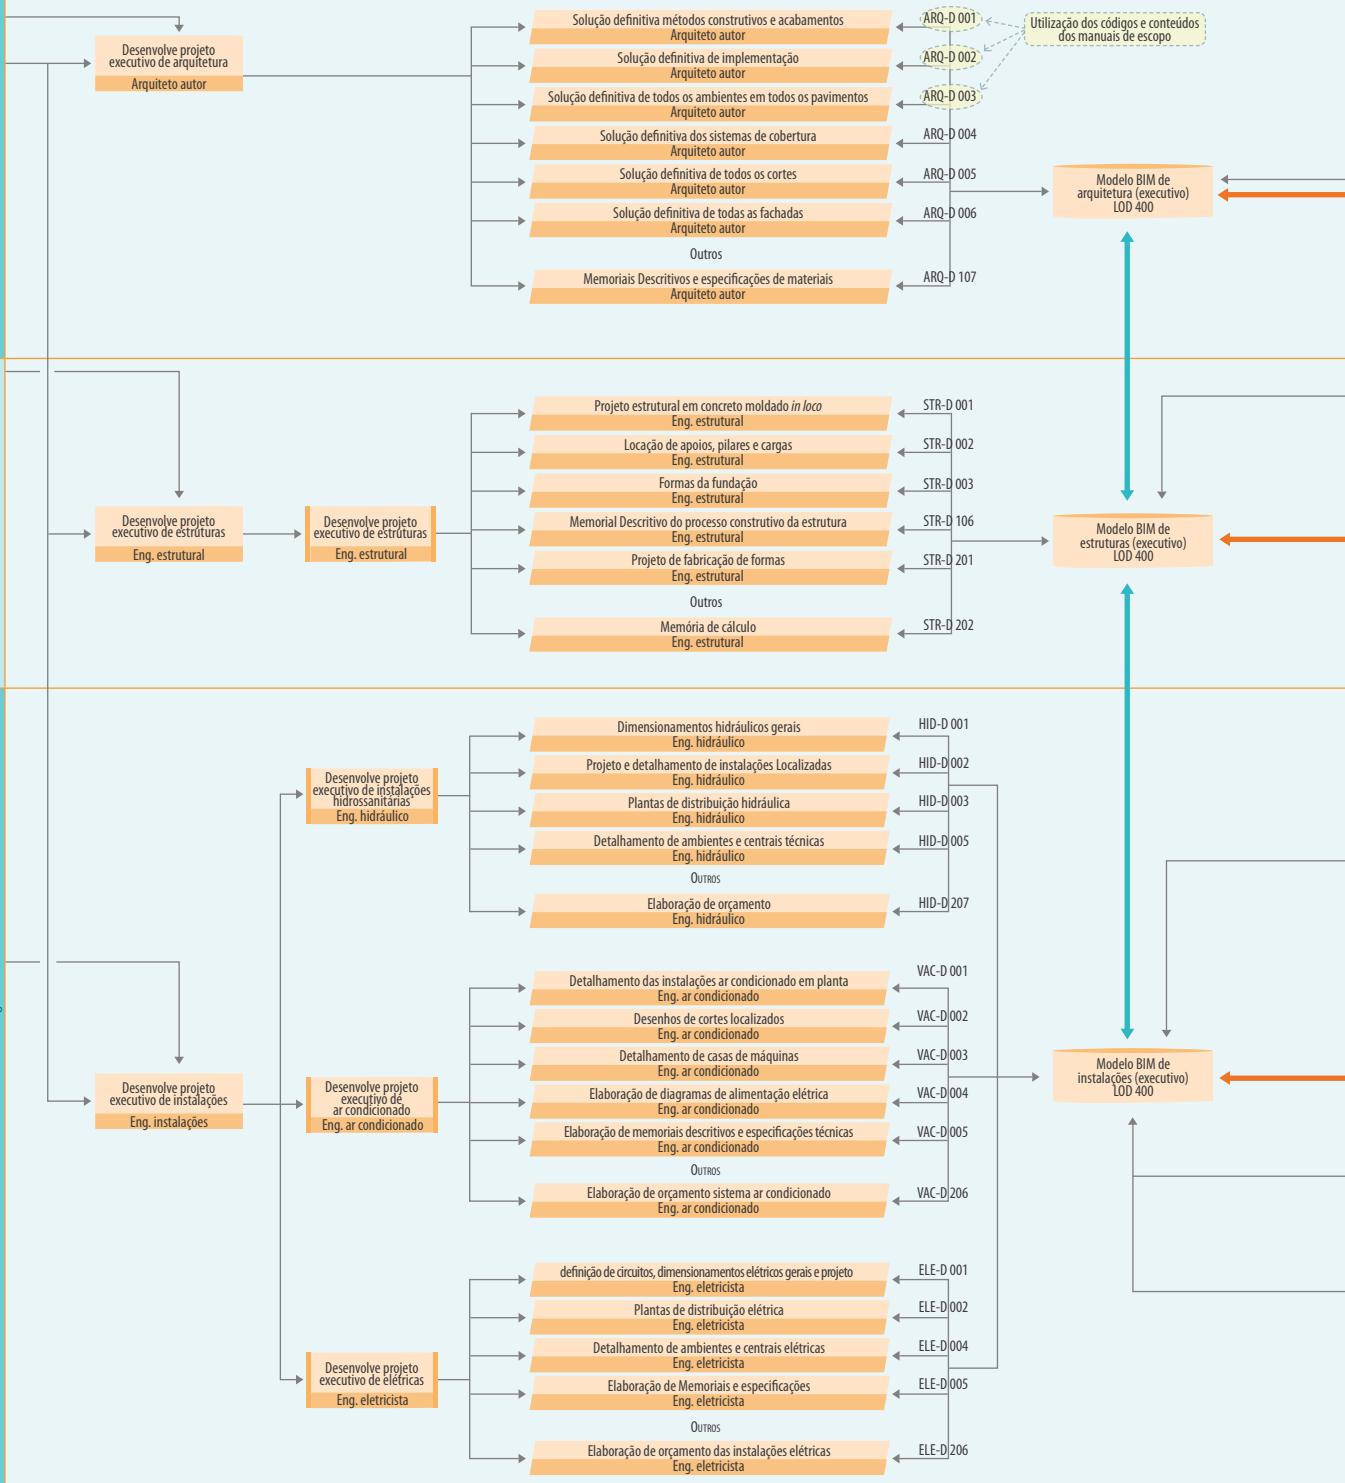 Desenvolve projeto
executivo de arquitetura
Arquiteto autor
Solução definitiva métodos construtivos e acabamentos
Arquiteto autor
ARQ-D 001
Utilização dos códigos e conteúdos
dos manuais de escopo
Solução definitiva de implementação
Arquiteto autor
ARQ-D 002
Solução definitiva de todos os ambientes em todos os pavimentos
Arquiteto autor
ARQ-D 003
Solução definitiva dos sistemas de cobertura
Arquiteto autor
ARQ-D 004
Solução definitiva de todos os cortes
Arquiteto autor
ARQ-D 005
Solução definitiva de todas as fachadas
Arquiteto autor
ARQ-D 006
Outros
Memoriais Descritivos e especificações de materiais
Arquiteto autor
ARQ-D 107
Modelo BIM de
arquitetura (executivo)
LOD 400
Desenvolve projeto
executivo de estruturas
Eng. estrutural
Desenvolve projeto
executivo de estruturas
Eng. estrutural
Projeto estrutural em concreto moldado in loco
Eng. estrutural
STR-D 001
Locação de apoios, pilares e cargas
Eng. estrutural
STR-D 002
Formas da fundação
Eng. estrutural
STR-D 003
Memorial Descritivo do processo construtivo da estrutura
Eng. estrutural
STR-D 106
Projeto de fabricação de formas
Eng. estrutural
STR-D 201
Outros
Memória de cálculo
Eng. estrutural
STR-D 202
Modelo BIM de
estruturas (executivo)
LOD 400
Desenvolve projeto
executivo de instalações
Eng. instalações
Desenvolve projeto
executivo de instalações
hidrossanitárias
Eng. hidráulico
Dimensionamentos hidráulicos gerais
Eng. hidráulico
HID-D 001
Projeto e detalhamento de instalações Localizadas
Eng. hidráulico
HID-D 002
Plantas de distribuição hidráulica
Eng. hidráulico
HID-D 003
Detalhamento de ambientes e centrais técnicas
Eng. hidráulico
HID-D 005
Outros
Elaboração de orçamento
Eng. hidráulico
HID-D 207
Desenvolve projeto
executivo de
ar condicionado
Eng. ar condicionado
Detalhamento das instalações ar condicionado em planta
Eng. ar condicionado
VAC-D 001
Desenhos de cortes localizados
Eng. ar condicionado
VAC-D 002
Detalhamento de casas de máquinas
Eng. ar condicionado
VAC-D 003
Elaboração de diagramas de alimentação elétrica
Eng. ar condicionado
VAC-D 004
Elaboração de memoriais descritivos e especificações técnicas
Eng. ar condicionado
VAC-D 005
Outros
Elaboração de orçamento sistema ar condicionado
Eng. ar condicionado
VAC-D 206
Modelo BIM de
instalações (executivo)
LOD 400
Desenvolve projeto
executivo de elétricas
Eng. eletricista
definição de circuitos, dimensionamentos elétricos gerais e projeto
Eng. eletricista
ELE-D 001
Plantas de distribuição elétrica
Eng. eletricista
ELE-D 002
Detalhamento de ambientes e centrais elétricas
Eng. eletricista
ELE-D 004
Elaboração de Memoriais e especificações
Eng. eletricista
ELE-D 005
Outros
Elaboração de orçamento das instalações elétricas
Eng. eletricista
ELE-D 206